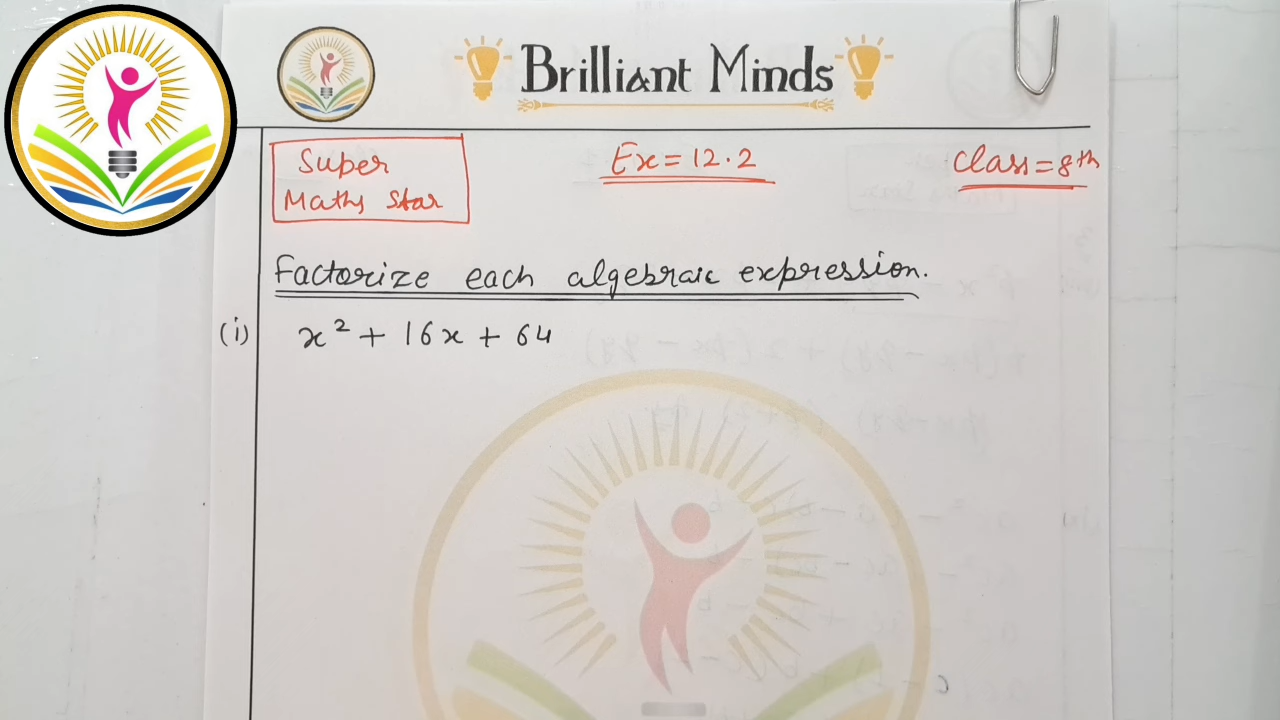 Brilliant Minds
Super
Maths Star
Ex = 12.2
Class = 8th
Factorize each algebraic expression.
(i) x² + 16x + 64